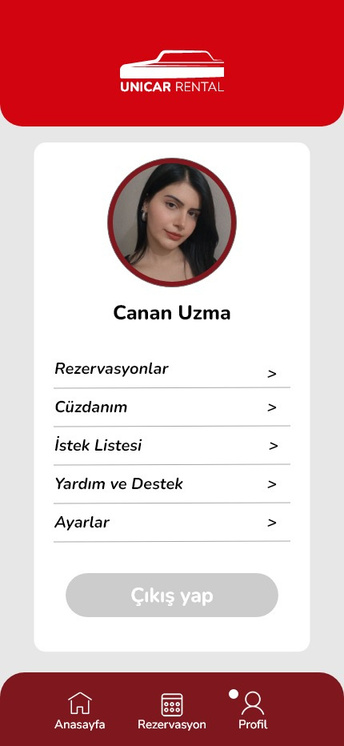 UNICAR RENTAL
Canan Uzma
Rezervasyonlar >
Cüzdanım >
İstek Listesi >
Yardım ve Destek >
Ayarlar >
Çıkış yap
Anasayfa Rezervasyon Profil